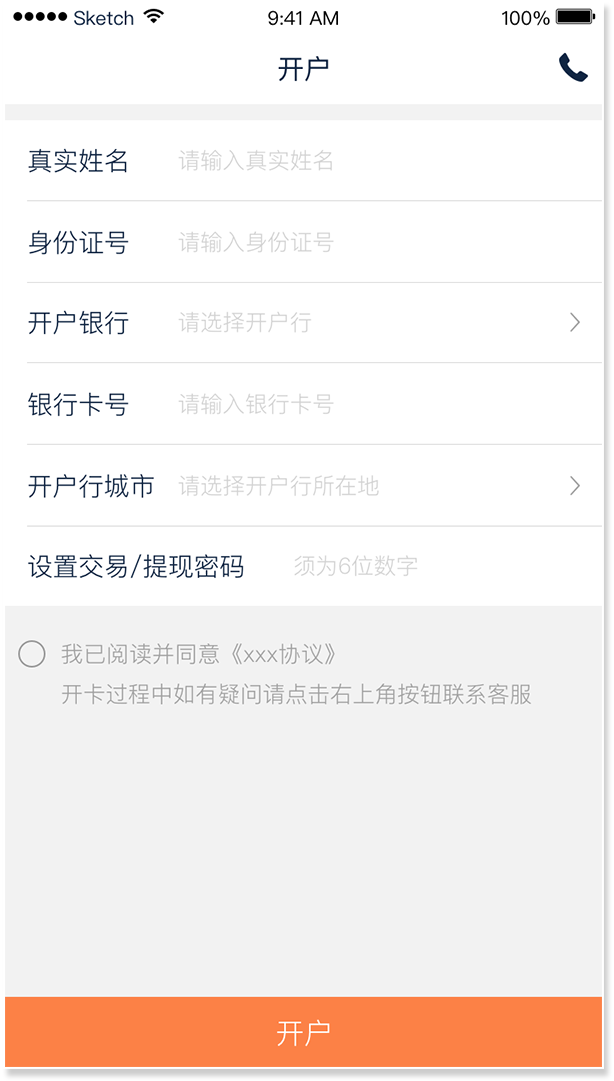 Sketch 9:41 AM 100%
开户
真实姓名 请输入真实姓名
身份证号 请输入身份证号
开户银行 请选择开户行
银行卡号 请输入银行卡号
开户行城市 请选择开户行所在地
设置交易/提现密码 须为6位数字
我已阅读并同意《xxx协议》
开卡过程中如有疑问请点击右上角按钮联系客服
开户